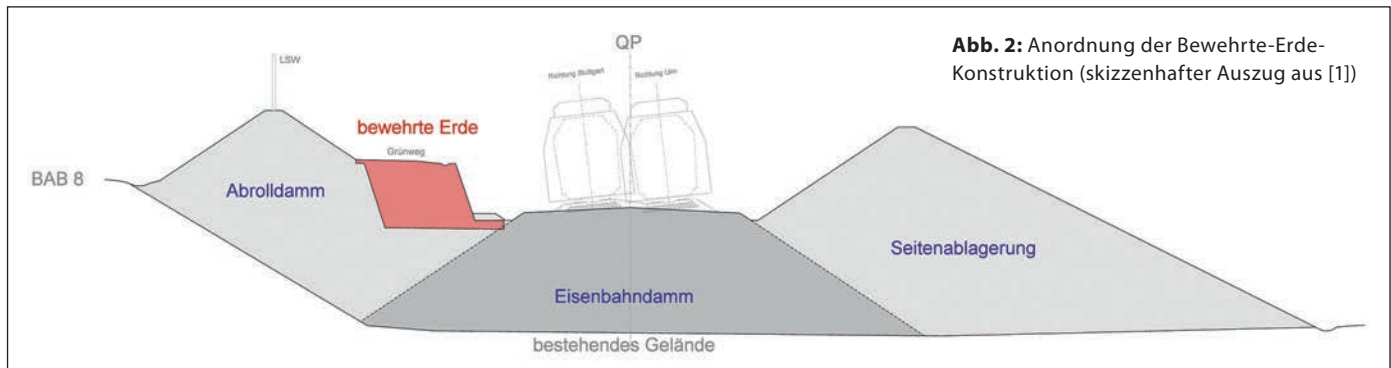 Abb. 2: Anordnung der Bewehrte-Erde-
Konstruktion (skizzenhafter Auszug aus [1])
QP
LSW
Richtung Stuttgart
Richtung Ulm
bewehrte Erde
Grünweg
BAB 8
Abrolldamm
Seitenablagerung
Eisenbahndamm
bestehendes Gelände